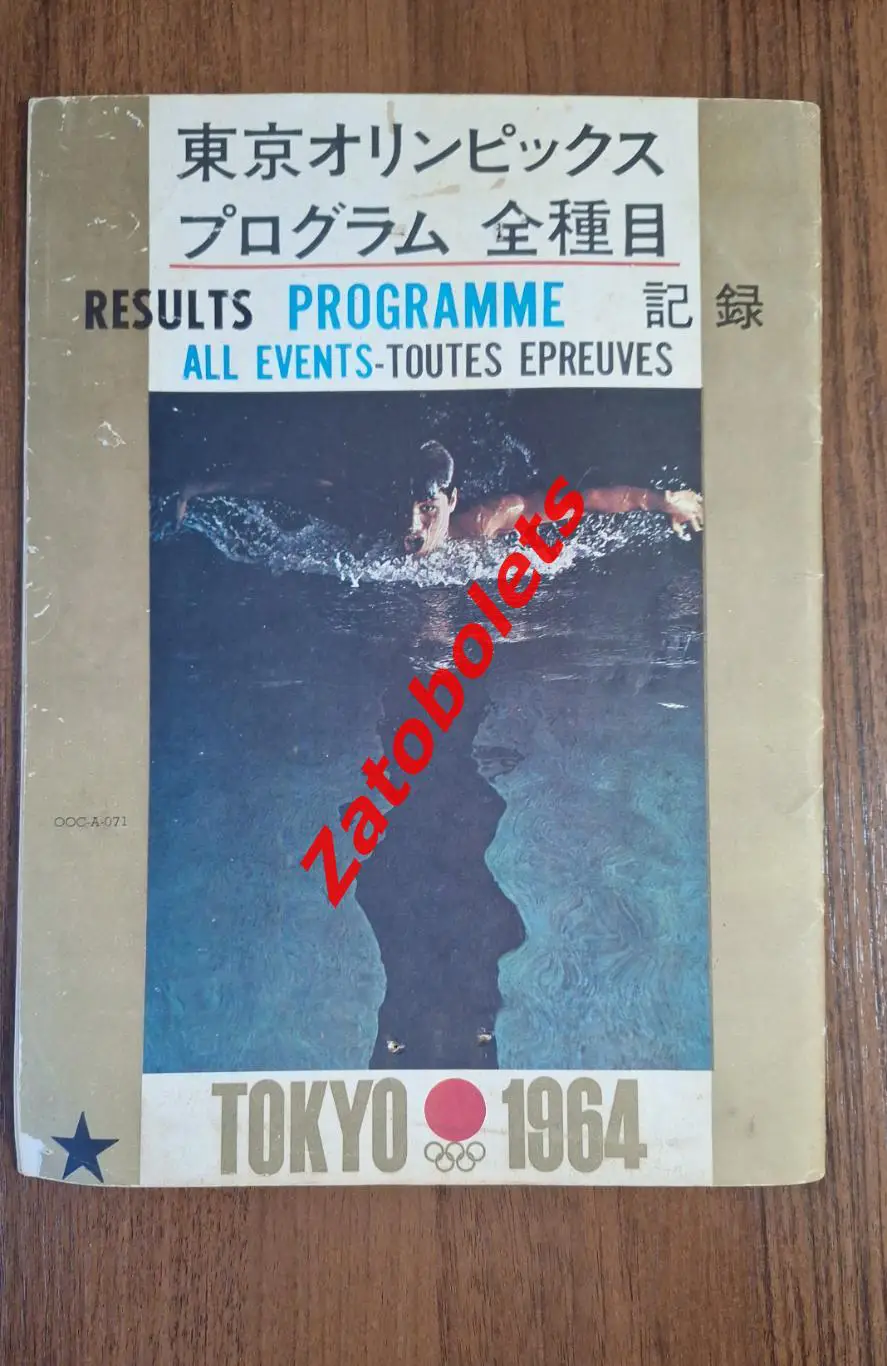 東京オリンピックス
プログラム 全種目
RESULTS PROGRAMME 記録
ALL EVENTS-TOUTES EPREUVES
Zatobolets
OOC-A-071
TOKYO 1964